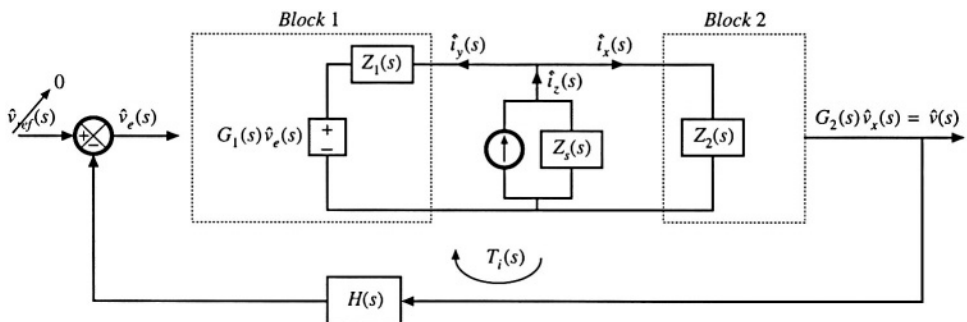 Block 1
Block 2
0
v̂ref(s)
v̂e(s)
+
−
G1(s) v̂e(s)
+
−
Z1(s)
îy(s)
îz(s)
îx(s)
Zs(s)
Z2(s)
G2(s) v̂x(s) = v̂(s)
Ti(s)
H(s)